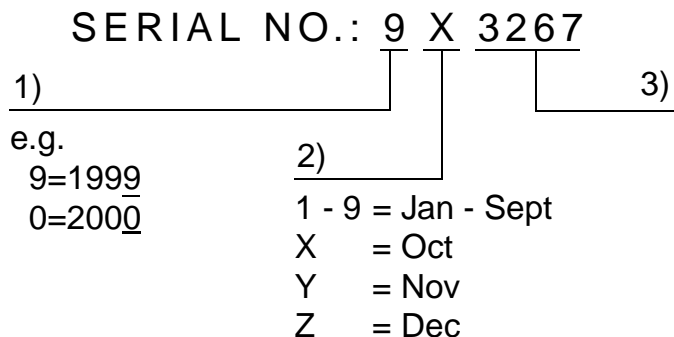 SERIAL NO.: 9 X 3267
1)
3)
e.g.
9=1999
0=2000
2)
1 - 9 = Jan - Sept
X = Oct
Y = Nov
Z = Dec